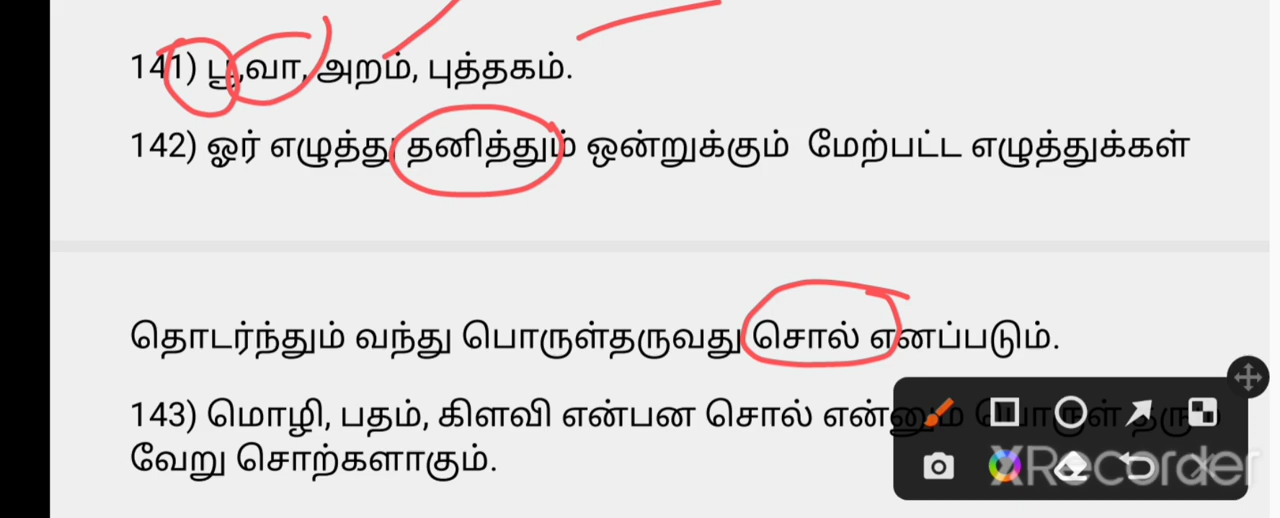 141) பூ,வா, அறம், புத்தகம்.
142) ஓர் எழுத்து தனித்தும் ஒன்றுக்கும் மேற்பட்ட எழுத்துக்கள்
தொடர்ந்தும் வந்து பொருள்தருவது சொல் எனப்படும்.
143) மொழி, பதம், கிளவி என்பன சொல் என்னும் பொருள் தரும்
வேறு சொற்களாகும்.
XRecorder